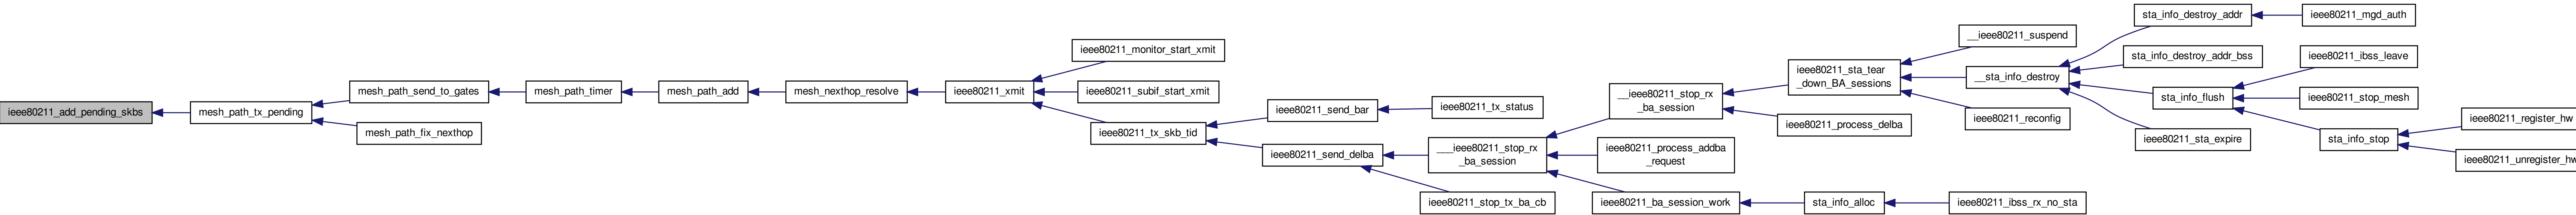 ieee80211_add_pending_skbs
mesh_path_tx_pending
mesh_path_send_to_gates
mesh_path_fix_nexthop
mesh_path_timer
mesh_path_add
mesh_nexthop_resolve
ieee80211_xmit
ieee80211_monitor_start_xmit
ieee80211_subif_start_xmit
ieee80211_tx_skb_tid
ieee80211_send_bar
ieee80211_send_delba
ieee80211_tx_status
___ieee80211_stop_rx
_ba_session
ieee80211_stop_tx_ba_cb
__ieee80211_stop_rx
_ba_session
ieee80211_process_addba
_request
ieee80211_ba_session_work
ieee80211_sta_tear
_down_BA_sessions
ieee80211_process_delba
sta_info_alloc
__ieee80211_suspend
__sta_info_destroy
ieee80211_reconfig
ieee80211_ibss_rx_no_sta
sta_info_destroy_addr
sta_info_destroy_addr_bss
sta_info_flush
ieee80211_sta_expire
ieee80211_mgd_auth
ieee80211_ibss_leave
ieee80211_stop_mesh
sta_info_stop
ieee80211_register_hw
ieee80211_unregister_hw